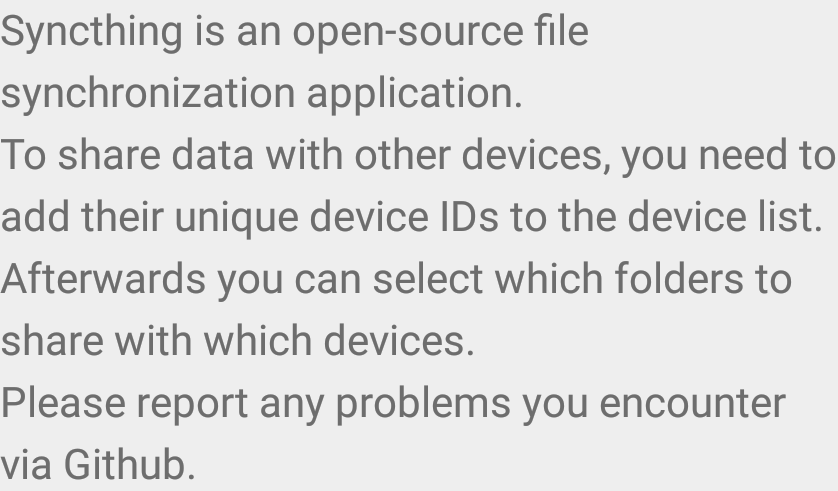 Syncthing is an open-source file
synchronization application.
To share data with other devices, you need to
add their unique device IDs to the device list.
Afterwards you can select which folders to
share with which devices.
Please report any problems you encounter
via Github.